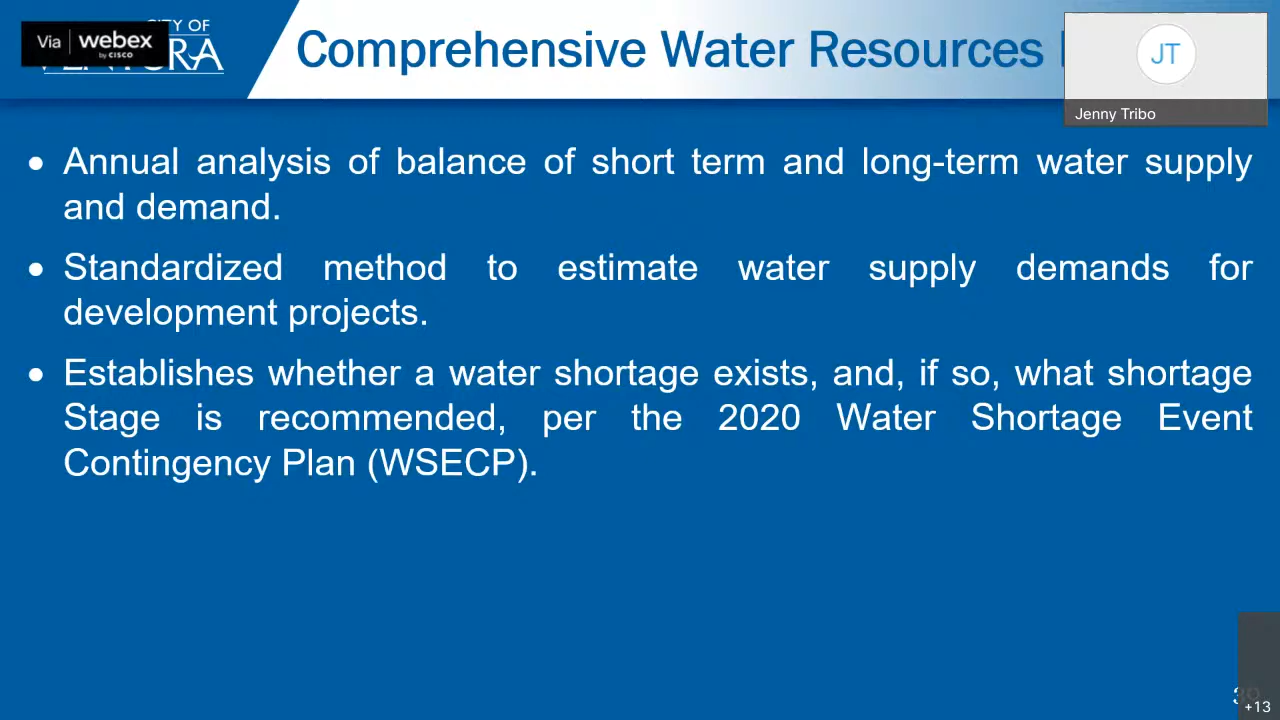 CITY OF
Via webex
by CISCO
Comprehensive Water Resources
JT
Jenny Tribo
• Annual analysis of balance of short term and long-term water supply
and demand.
• Standardized method to estimate water supply demands for
development projects.
• Establishes whether a water shortage exists, and, if so, what shortage
Stage is recommended, per the 2020 Water Shortage Event
Contingency Plan (WSECP).
+13